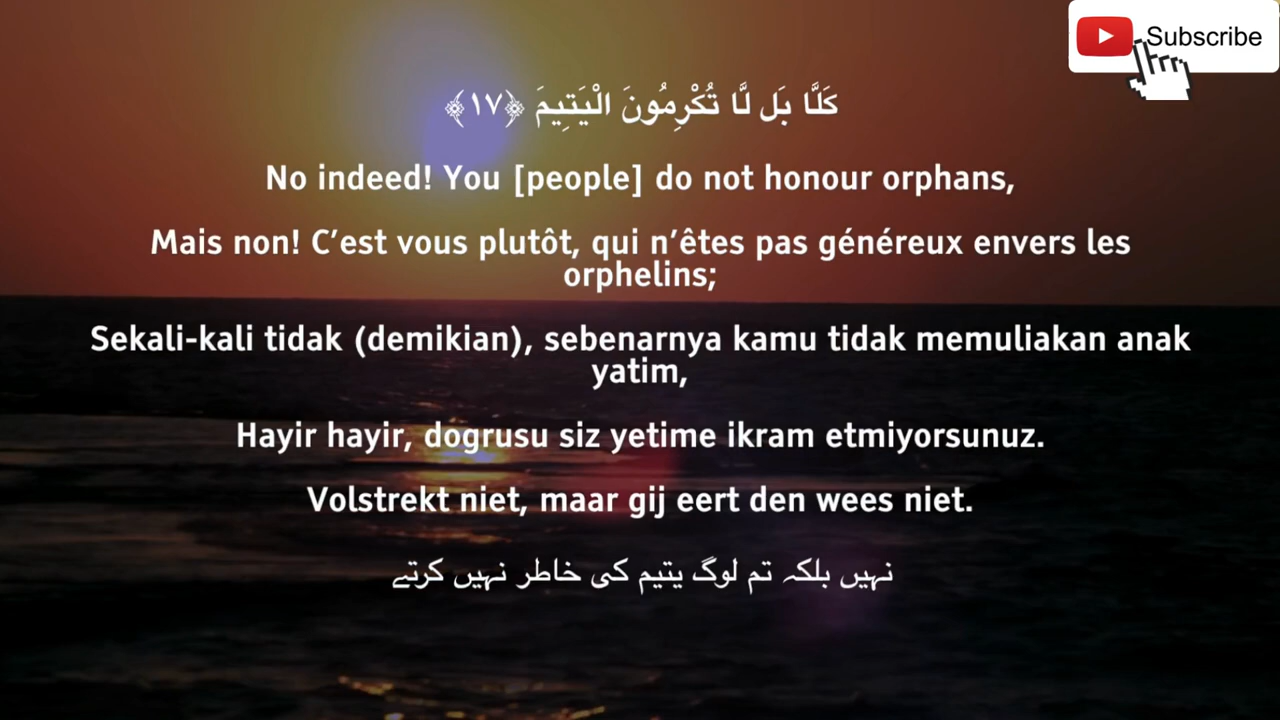 Subscribe
كَلَّا بَل لَّا تُكْرِمُونَ الْيَتِيمَ ﴿١٧﴾
No indeed! You [people] do not honour orphans,
Mais non! C’est vous plutôt, qui n’êtes pas généreux envers les
orphelins;
Sekali-kali tidak (demikian), sebenarnya kamu tidak memuliakan anak
yatim,
Hayir hayir, dogrusu siz yetime ikram etmiyorsunuz.
Volstrekt niet, maar gij eert den wees niet.
نہیں بلکہ تم لوگ یتیم کی خاطر نہیں کرتے